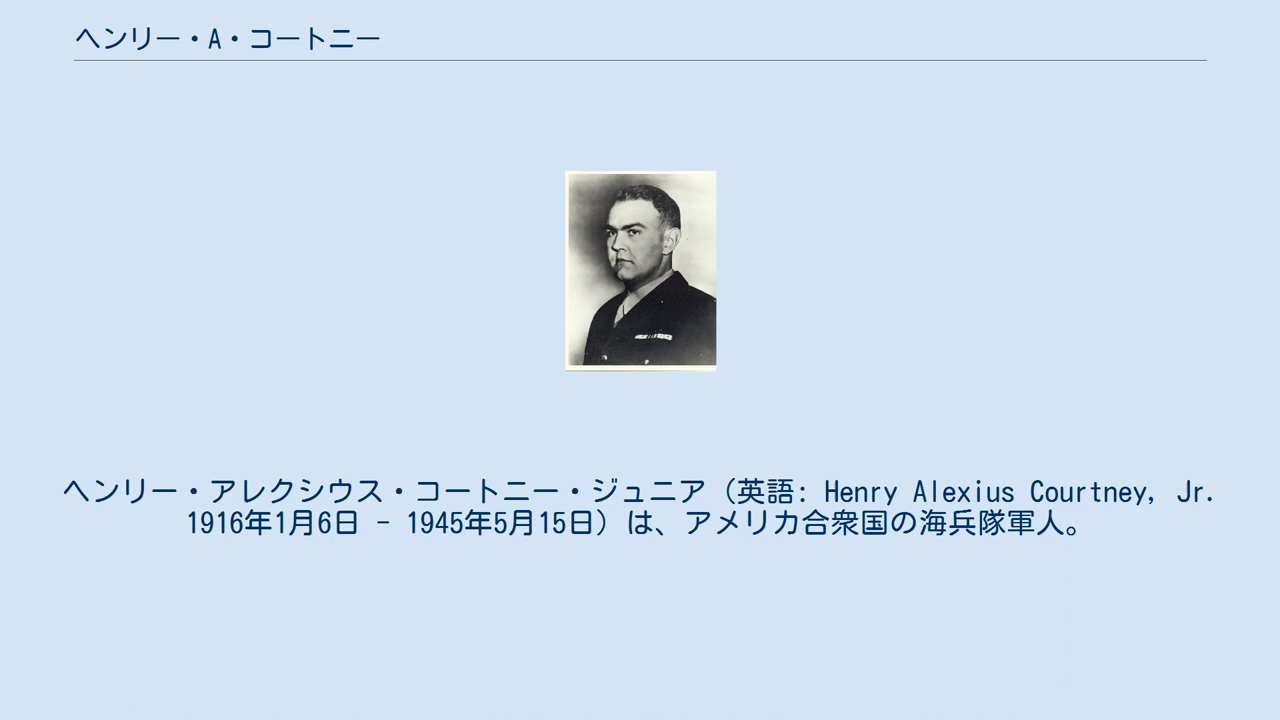 ヘンリー・A・コートニー
ヘンリー・アレクシウス・コートニー・ジュニア（英語: Henry Alexius Courtney, Jr.
1916年1月6日 - 1945年5月15日）は、アメリカ合衆国の海兵隊軍人。